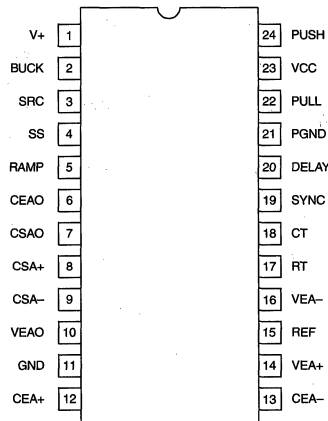 V+ 1 24 PUSH
BUCK 2 23 VCC
SRC 3 22 PULL
SS 4 21 PGND
RAMP 5 20 DELAY
CEAO 6 19 SYNC
CSAO 7 18 CT
CSA+ 8 17 RT
CSA– 9 16 VEA–
VEAO 10 15 REF
GND 11 14 VEA+
CEA+ 12 13 CEA–